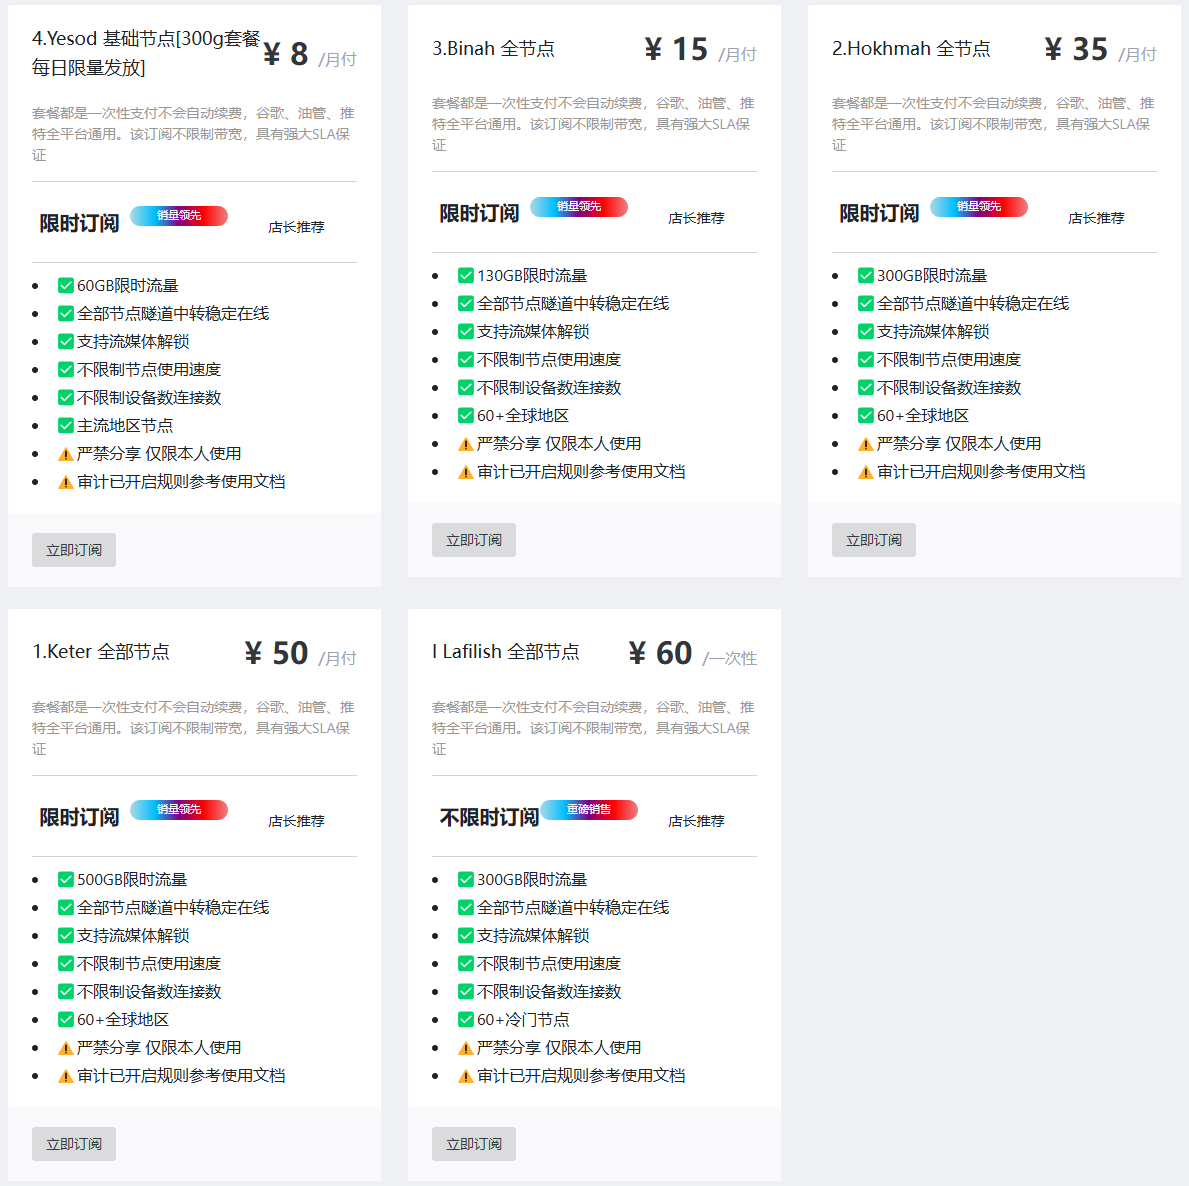 4.Yesod 基础节点[300g套餐
每日限量发放]
¥ 8 /月付
套餐都是一次性支付不会自动续费，谷歌、油管、推
特全平台通用。该订阅不限制带宽，具有强大SLA保
证
限时订阅 销量领先 店长推荐
✅60GB限时流量
✅全部节点隧道中转稳定在线
✅支持流媒体解锁
✅不限制节点使用速度
✅不限制设备数连接数
✅主流地区节点
⚠️严禁分享 仅限本人使用
⚠️审计已开启规则参考使用文档
立即订阅
3.Binah 全节点 ¥ 15 /月付
套餐都是一次性支付不会自动续费，谷歌、油管、推
特全平台通用。该订阅不限制带宽，具有强大SLA保
证
限时订阅 销量领先 店长推荐
✅130GB限时流量
✅全部节点隧道中转稳定在线
✅支持流媒体解锁
✅不限制节点使用速度
✅不限制设备数连接数
✅60+全球地区
⚠️严禁分享 仅限本人使用
⚠️审计已开启规则参考使用文档
立即订阅
2.Hokhmah 全节点 ¥ 35 /月付
套餐都是一次性支付不会自动续费，谷歌、油管、推
特全平台通用。该订阅不限制带宽，具有强大SLA保
证
限时订阅 销量领先 店长推荐
✅300GB限时流量
✅全部节点隧道中转稳定在线
✅支持流媒体解锁
✅不限制节点使用速度
✅不限制设备数连接数
✅60+全球地区
⚠️严禁分享 仅限本人使用
⚠️审计已开启规则参考使用文档
立即订阅
1.Keter 全部节点 ¥ 50 /月付
套餐都是一次性支付不会自动续费，谷歌、油管、推
特全平台通用。该订阅不限制带宽，具有强大SLA保
证
限时订阅 销量领先 店长推荐
✅500GB限时流量
✅全部节点隧道中转稳定在线
✅支持流媒体解锁
✅不限制节点使用速度
✅不限制设备数连接数
✅60+全球地区
⚠️严禁分享 仅限本人使用
⚠️审计已开启规则参考使用文档
立即订阅
I Lafilish 全部节点 ¥ 60 /一次性
套餐都是一次性支付不会自动续费，谷歌、油管、推
特全平台通用。该订阅不限制带宽，具有强大SLA保
证
不限时订阅 重磅销售 店长推荐
✅300GB限时流量
✅全部节点隧道中转稳定在线
✅支持流媒体解锁
✅不限制节点使用速度
✅不限制设备数连接数
✅60+冷门节点
⚠️严禁分享 仅限本人使用
⚠️审计已开启规则参考使用文档
立即订阅